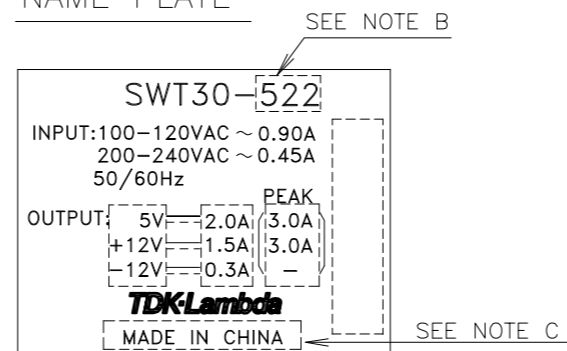 NAME PLATE
SEE NOTE B
SWT30-522
INPUT:100-120VAC ~ 0.90A
200-240VAC ~ 0.45A
50/60Hz
PEAK
OUTPUT: 5V 2.0A (3.0A)
+12V 1.5A 3.0A
-12V 0.3A -
TDK-Lambda
MADE IN CHINA
SEE NOTE C